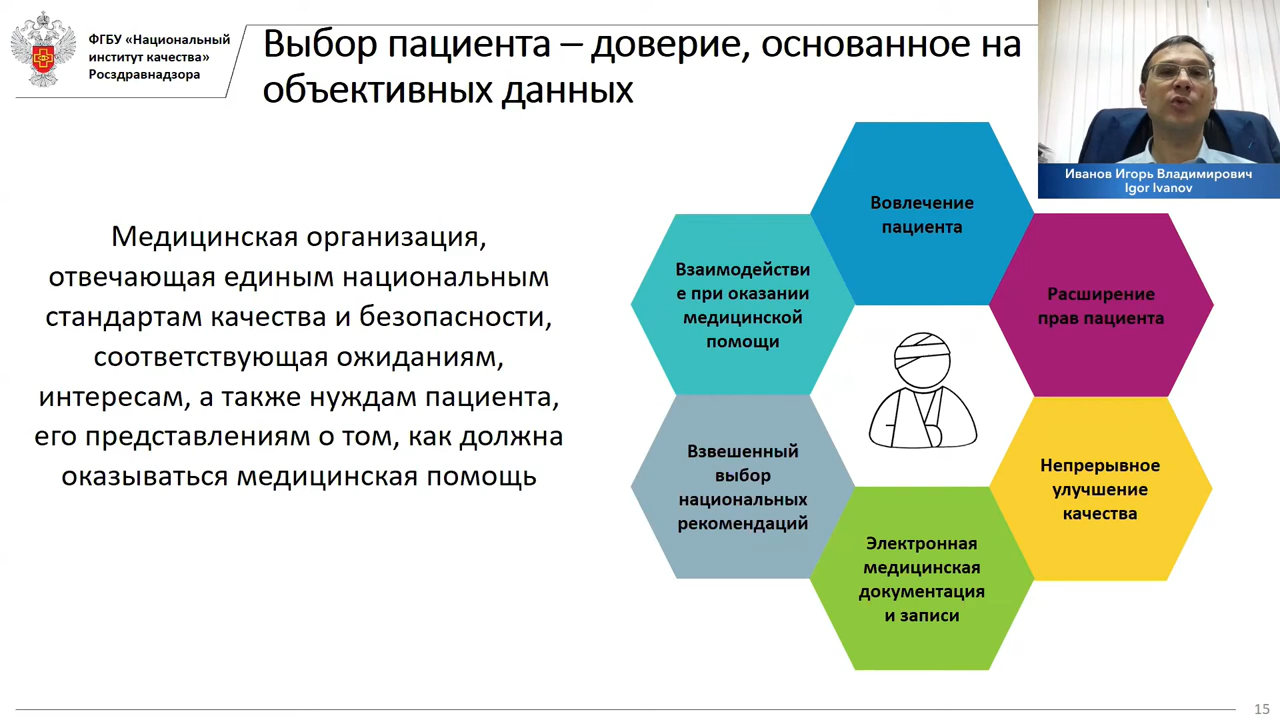 ФГБУ «Национальный
институт качества»
Росздравнадзора
Выбор пациента – доверие, основанное на
объективных данных
Иванов Игорь Владимирович
Igor Ivanov
Медицинская организация,
отвечающая единым национальным
стандартам качества и безопасности,
соответствующая ожиданиям,
интересам, а также нуждам пациента,
его представлениям о том, как должна
оказываться медицинская помощь
Вовлечение
пациента
Взаимодействи
е при оказании
медицинской
помощи
Расширение
прав пациента
Взвешенный
выбор
национальных
рекомендаций
Непрерывное
улучшение
качества
Электронная
медицинская
документация
и записи
15